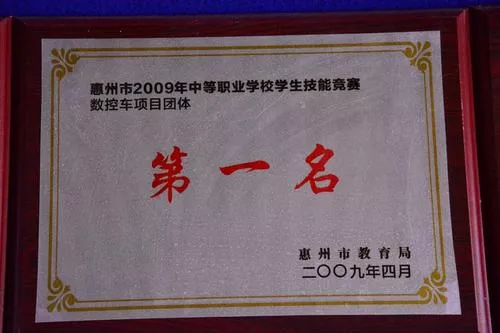 惠州市2009年中等职业学校学生技能竞赛
数控车项目团体
第一名
惠州市教育局
二〇〇九年四月